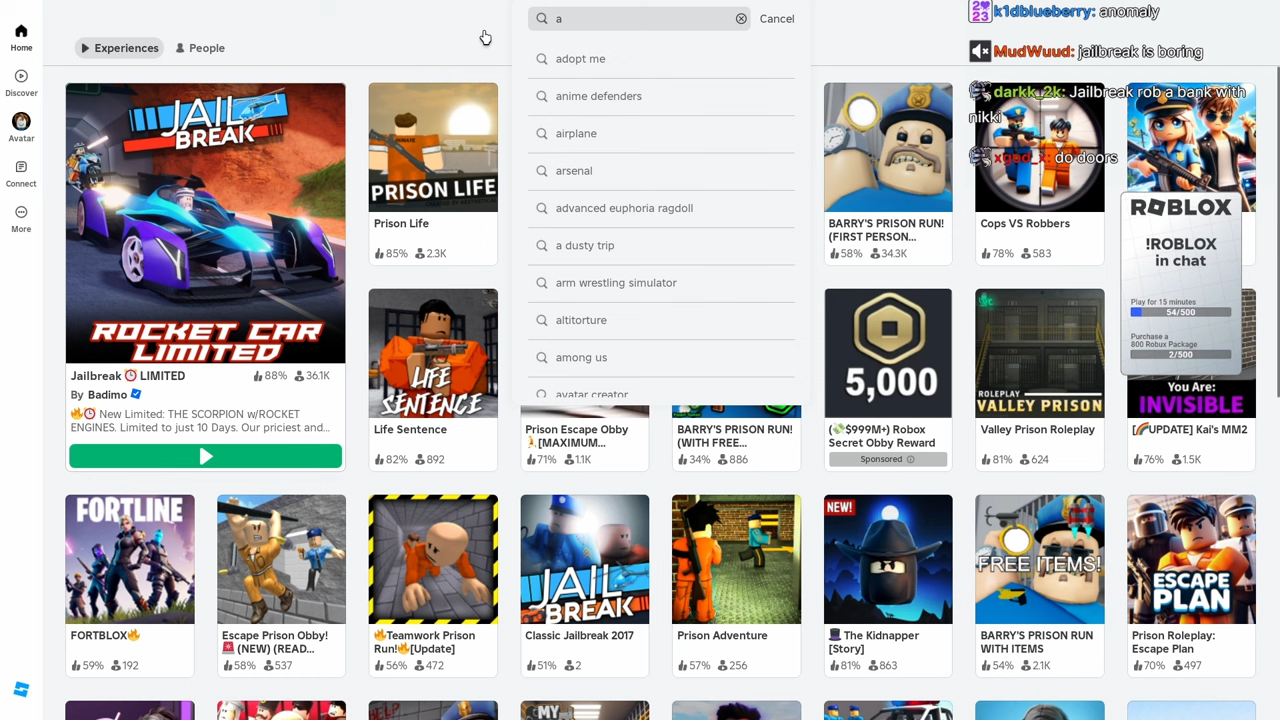 Home
Discover
Avatar
Connect
More
Experiences
People
a
Cancel
adopt me
anime defenders
airplane
arsenal
advanced euphoria ragdoll
a dusty trip
arm wrestling simulator
altitorture
among us
avatar creator
k1dblueberry: anomaly
MudWuud: jailbreak is boring
darkk_2k: Jailbreak rob a bank with
nikki
xgod_x: do doors
ROBLOX
!ROBLOX
in chat
Play for 15 minutes
54/500
Purchase a
800 Robux Package
2/500
JAIL
BREAK
ROCKET CAR
LIMITED
Jailbreak ⏰ LIMITED
88% 36.1K
By Badimo
🔥⏰ New Limited: THE SCORPION w/ROCKET
ENGINES. Limited to just 10 Days. Our priciest and...
PRISON LIFE
Prison Life
85% 2.3K
BARRY'S PRISON RUN!
(FIRST PERSON...
58% 34.3K
Cops VS Robbers
78% 583
LIFE
SENTENCE
Life Sentence
82% 892
Prison Escape Obby
🏃[MAXIMUM...
71% 1.1K
BARRY'S PRISON RUN!
(WITH FREE...
34% 886
5,000
(💸$999M+) Robox
Secret Obby Reward
Sponsored
ROLEPLAY
VALLEY PRISON
Valley Prison Roleplay
81% 624
You Are:
INVISIBLE
[🌈UPDATE] Kai's MM2
76% 1.5K
FORTLINE
FORTBLOX🔥
59% 192
Escape Prison Obby!
🚨(NEW) (READ...
58% 537
🔥Teamwork Prison
Run!🔥[Update]
56% 472
JAIL
BREAK
Classic Jailbreak 2017
51% 2
Prison Adventure
57% 256
NEW!
🎩The Kidnapper
[Story]
81% 863
FREE ITEMS!
BARRY'S PRISON RUN
WITH ITEMS
54% 2.1K
ESCAPE
PLAN
Prison Roleplay:
Escape Plan
70% 497
HELP
MY